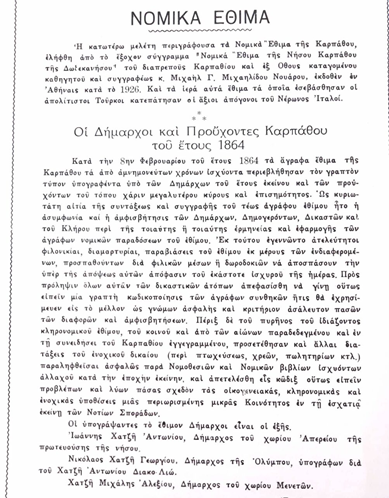 ΝΟΜΙΚΑ ΕΘΙΜΑ
Ἡ κατωτέρω μελέτη περιγράφουσα τὰ Νομικὰ Ἔθιμα τῆς Καρπάθου,
ἐλήφθη ἀπὸ τὸ ἔξοχον σύγγραμμα «Νομικὰ Ἔθιμα τῆς Νήσου Καρπάθου
τῆς Δωδεκανήσου» τοῦ διαπρεποῦς Καρπαθίου καὶ ἐξ Ὄθους καταγομένου
καθηγητοῦ καὶ συγγραφέως κ. Μιχαὴλ Γ. Μιχαηλίδου Νουάρου, ἐκδοθὲν ἐν
Ἀθήναις κατὰ τὸ 1926. Καὶ τὰ ἱερὰ αὐτὰ ἔθιμα τὰ ὁποῖα ἐσεβάσθησαν οἱ
ἀπολίτιστοι Τοῦρκοι κατεπάτησαν οἱ ἄξιοι ἀπόγονοι τοῦ Νέρωνος Ἰταλοί.
***
Οἱ Δήμαρχοι καὶ Προὔχοντες Καρπάθου
τοῦ ἔτους 1864
Κατὰ τὴν 8ην Φεβρουαρίου τοῦ ἔτους 1864 τὰ ἄγραφα ἔθιμα τῆς
Καρπάθου τὰ ἀπὸ ἀμνημονεύτων χρόνων ἰσχύοντα περιεβλήθησαν τὸν γραπτὸν
τύπον ὑπογραφέντα ὑπὸ τῶν Δημάρχων τοῦ ἔτους ἐκείνου καὶ τῶν προὔ-
χόντων τοῦ τόπου χάριν μεγαλυτέρου κύρους καὶ ἐπισημότητος. Ὡς κυριω-
τάτη αἰτία τῆς συντάξεως καὶ συγγραφῆς τοῦ τέως ἀγράφου ἐθίμου ἦτο ἡ
ἀσυμφωνία καὶ ἡ ἀμφισβήτησις τῶν Δημάρχων, Δημογερόντων, Δικαστῶν καὶ
τοῦ Κλήρου περὶ τῆς τοιαύτης ἢ τοιαύτης ἑρμηνείας καὶ ἐφαρμογῆς τῶν
ἀγράφων νομικῶν παραδόσεων τοῦ ἐθίμου. Ἐκ τούτου ἐγεννῶντο ἀτελεύτητοι
φιλονικίαι, διαμαρτυρίαι, παραβιάσεις τοῦ ἐθίμου ἐκ μέρους τῶν ἐνδιαφερομέ-
νων, προσπαθούντων διὰ φιλικῶν μέσων ἢ δωροδοκιῶν νὰ ἀποσπάσουν τὴν
ὑπὲρ τῆς ἀπόψεως αὐτῶν ἀπόφασιν τοῦ ἑκάστοτε ἰσχυροῦ τῆς ἡμέρας. Πρὸς
πρόληψιν ὅλων αὐτῶν τῶν δικαστικῶν ἀτόπων ἀπεφασίσθη νὰ γίνῃ οὕτως
εἰπεῖν μία γραπτὴ κωδικοποίησις τῶν ἀγράφων συνθηκῶν ἥτις θὰ ἐχρησί-
μευεν εἰς τὸ μέλλον ὡς γνώμων ἀσφαλὴς καὶ κριτήριον ἀσάλευτον πασῶν
τῶν διαφορῶν καὶ ἀμφισβητήσεων. Πέριξ δὲ τοῦ πυρῆνος τοῦ ἰδιάζοντος
κληρονομικοῦ ἐθίμου, τοῦ κοινοῦ καὶ ἀπὸ τῶν αἰώνων παραδεδεγμένου καὶ ἐν
τῇ συνειδήσει τοῦ Καρπαθίου ἐγγεγραμμένου, προσετέθησαν καὶ ἄλλαι δια-
τάξεις τοῦ ἐνοχικοῦ δικαίου (περὶ πτωχεύσεως, χρεῶν, πωλητηρίων κτλ.)
παραληφθεῖσαι ἀσφαλῶς παρὰ Νομοθεσιῶν καὶ Νομικῶν βιβλίων ἰσχυόντων
ἀλλαχοῦ κατὰ τὴν ἐποχὴν ἐκείνην, καὶ ἀπετελέσθη εἷς κῶδιξ οὕτως εἰπεῖν
προβλέπων καὶ λύων πάσας σχεδὸν τὰς οἰκογενειακάς, κληρονομικὰς καὶ
ἐνοχικὰς ὑποθέσεις μιᾶς περιωρισμένης μικρᾶς Κοινότητος ἐν τῇ ἐσχατιᾷ
ἐκείνῃ τῶν Νοτίων Σποράδων.
Οἱ ὑπογράψαντες τὸ ἔθιμον Δήμαρχοι εἶναι οἱ ἑξῆς.
Ἰωάννης Χατζῆ Ἀντωνίου, Δήμαρχος τοῦ χωρίου Ἀπερείου τῆς
πρωτευούσης τῆς νήσου.
Νικόλαος Χατζῆ Γεωργίου. Δήμαρχος τῆς Ὀλύμπου, ὑπογράφων διὰ
τοῦ Χατζῆ Ἀντωνίου Διακο-Λιῶ.
Χατζῆ Μιχάλης Ἀλεξίου, Δήμαρχος τοῦ χωρίου Μενετῶν.